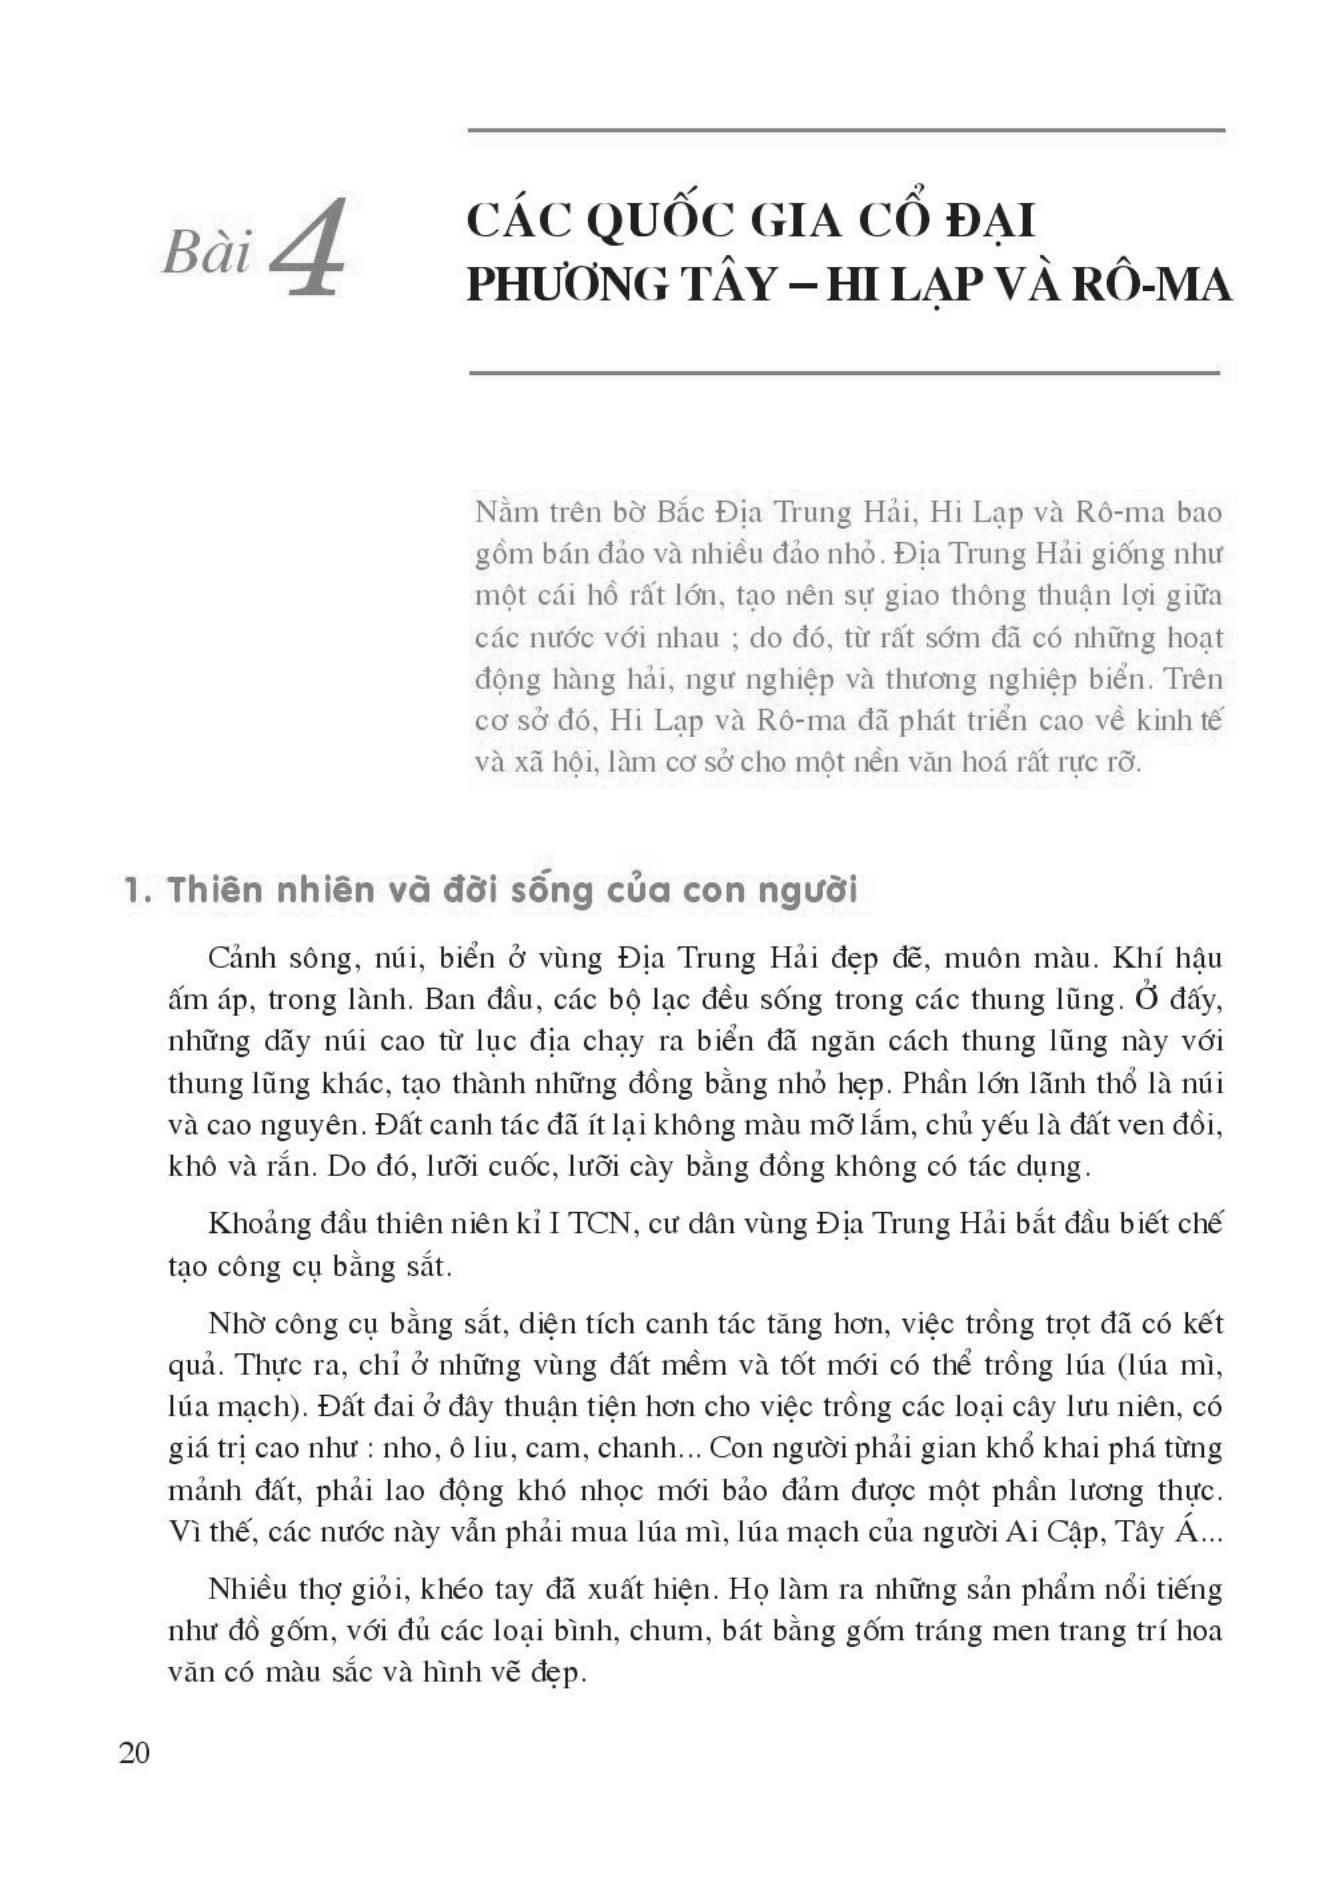 Bài 4
CÁC QUỐC GIA CỔ ĐẠI
PHƯƠNG TÂY – HI LẠP VÀ RÔ-MA
Nằm trên bờ Bắc Địa Trung Hải, Hi Lạp và Rô-ma bao
gồm bán đảo và nhiều đảo nhỏ. Địa Trung Hải giống như
một cái hồ rất lớn, tạo nên sự giao thông thuận lợi giữa
các nước với nhau ; do đó, từ rất sớm đã có những hoạt
động hàng hải, ngư nghiệp và thương nghiệp biển. Trên
cơ sở đó, Hi Lạp và Rô-ma đã phát triển cao về kinh tế
và xã hội, làm cơ sở cho một nền văn hoá rất rực rỡ.
1. Thiên nhiên và đời sống của con người
Cảnh sông, núi, biển ở vùng Địa Trung Hải đẹp đẽ, muôn màu. Khí hậu
ấm áp, trong lành. Ban đầu, các bộ lạc đều sống trong các thung lũng. Ở đấy,
những dãy núi cao từ lục địa chạy ra biển đã ngăn cách thung lũng này với
thung lũng khác, tạo thành những đồng bằng nhỏ hẹp. Phần lớn lãnh thổ là núi
và cao nguyên. Đất canh tác đã ít lại không màu mỡ lắm, chủ yếu là đất ven đồi,
khô và rắn. Do đó, lưỡi cuốc, lưỡi cày bằng đồng không có tác dụng.
Khoảng đầu thiên niên kỉ I TCN, cư dân vùng Địa Trung Hải bắt đầu biết chế
tạo công cụ bằng sắt.
Nhờ công cụ bằng sắt, diện tích canh tác tăng hơn, việc trồng trọt đã có kết
quả. Thực ra, chỉ ở những vùng đất mềm và tốt mới có thể trồng lúa (lúa mì,
lúa mạch). Đất đai ở đây thuận tiện hơn cho việc trồng các loại cây lưu niên, có
giá trị cao như : nho, ô liu, cam, chanh... Con người phải gian khổ khai phá từng
mảnh đất, phải lao động khó nhọc mới bảo đảm được một phần lương thực.
Vì thế, các nước này vẫn phải mua lúa mì, lúa mạch của người Ai Cập, Tây Á...
Nhiều thợ giỏi, khéo tay đã xuất hiện. Họ làm ra những sản phẩm nổi tiếng
như đồ gốm, với đủ các loại bình, chum, bát bằng gốm tráng men trang trí hoa
văn có màu sắc và hình vẽ đẹp.
20